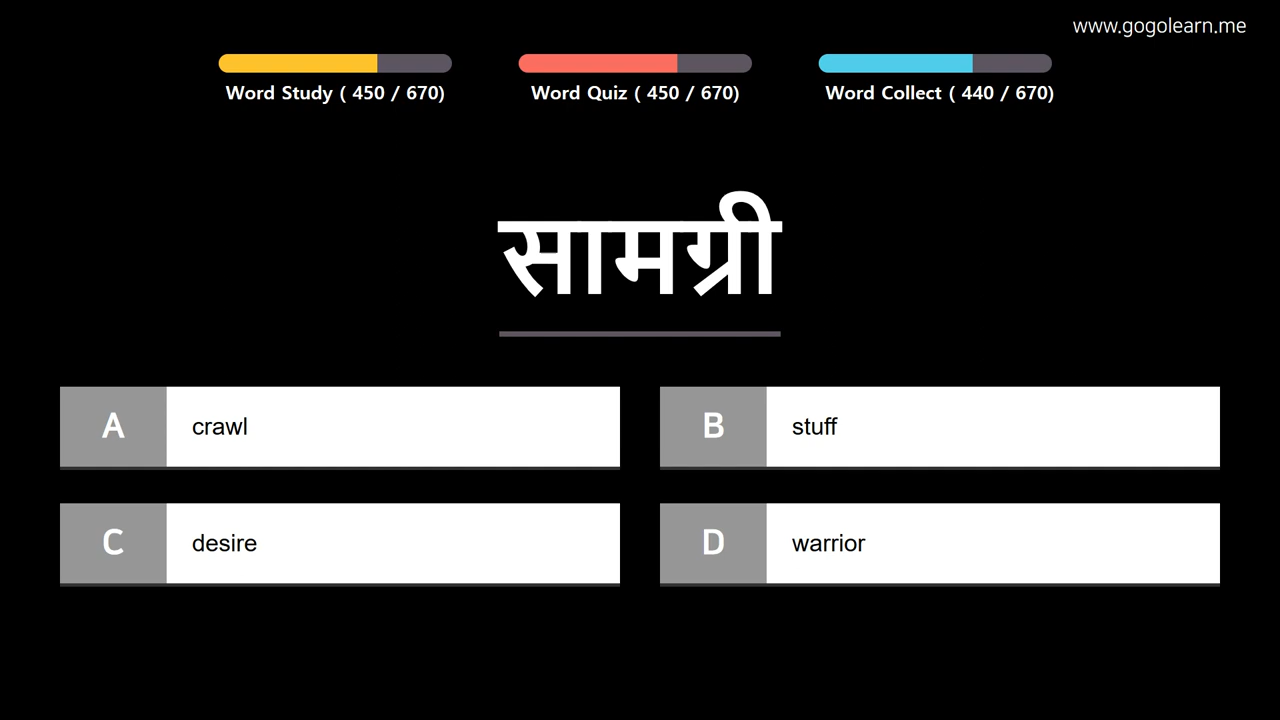 www.gogolearn.me
Word Study ( 450 / 670)
Word Quiz ( 450 / 670)
Word Collect ( 440 / 670)
सामग्री
A crawl
B stuff
C desire
D warrior